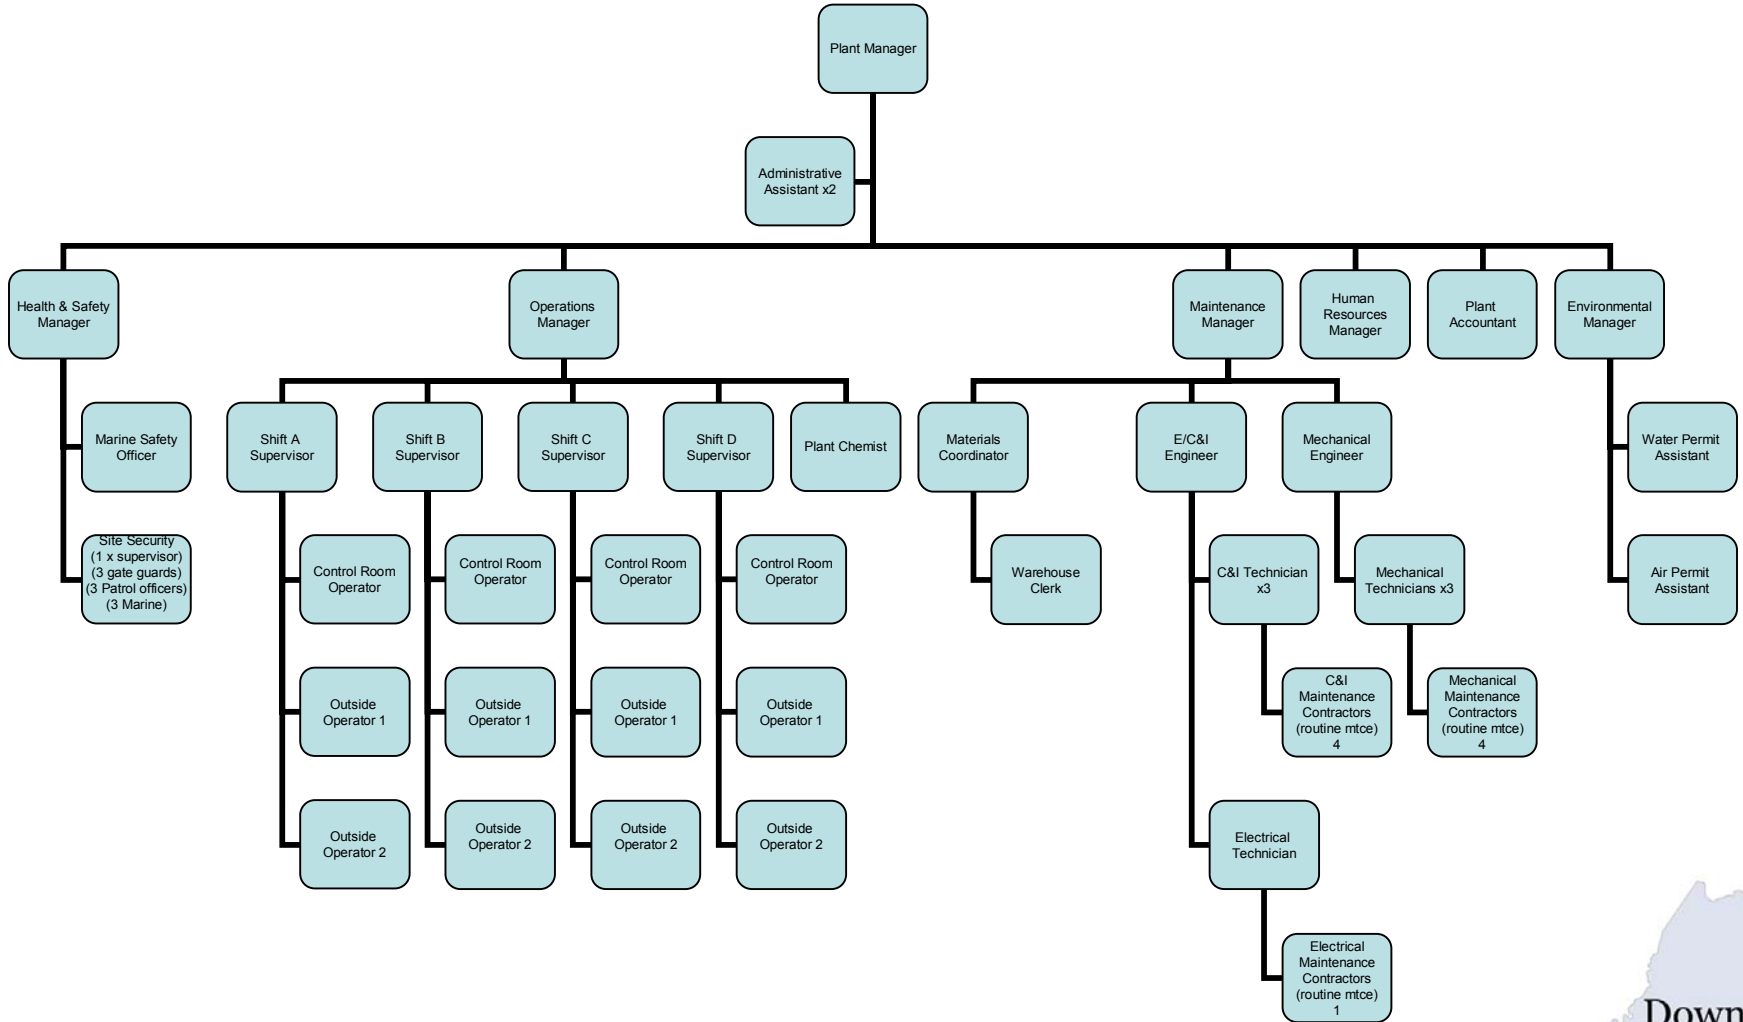 Plant Manager
Administrative
Assistant x2
Health & Safety
Manager
Operations
Manager
Maintenance
Manager
Human
Resources
Manager
Plant
Accountant
Environmental
Manager
Marine Safety
Officer
Shift A
Supervisor
Shift B
Supervisor
Shift C
Supervisor
Shift D
Supervisor
Plant Chemist
Materials
Coordinator
E/C&I
Engineer
Mechanical
Engineer
Water Permit
Assistant
Site Security
(1 x supervisor)
(3 gate guards)
(3 Patrol officers)
(3 Marine)
Control Room
Operator
Control Room
Operator
Control Room
Operator
Control Room
Operator
Warehouse
Clerk
C&I Technician
x3
Mechanical
Technicians x3
Air Permit
Assistant
Outside
Operator 1
Outside
Operator 1
Outside
Operator 1
Outside
Operator 1
C&I
Maintenance
Contractors
(routine mtce)
4
Mechanical
Maintenance
Contractors
(routine mtce)
4
Outside
Operator 2
Outside
Operator 2
Outside
Operator 2
Outside
Operator 2
Electrical
Technician
Electrical
Maintenance
Contractors
(routine mtce)
1
Down